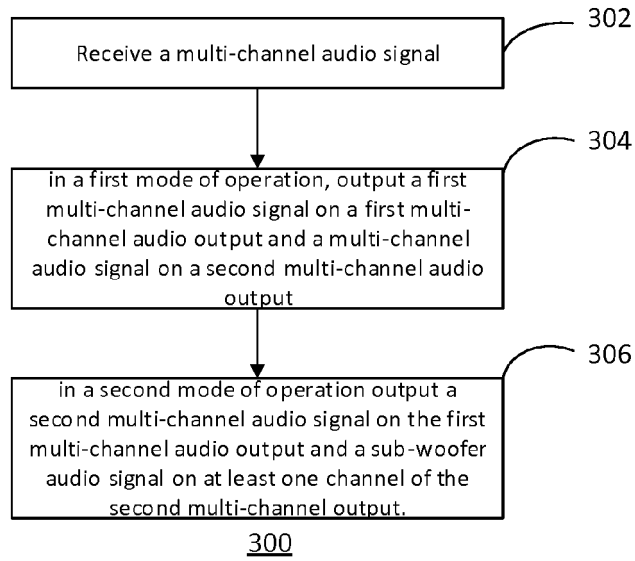 Receive a multi-channel audio signal
302
in a first mode of operation, output a first
multi-channel audio signal on a first multi-
channel audio output and a multi-channel
audio signal on a second multi-channel audio
output
304
in a second mode of operation output a
second multi-channel audio signal on the first
multi-channel audio output and a sub-woofer
audio signal on at least one channel of the
second multi-channel output.
306
300